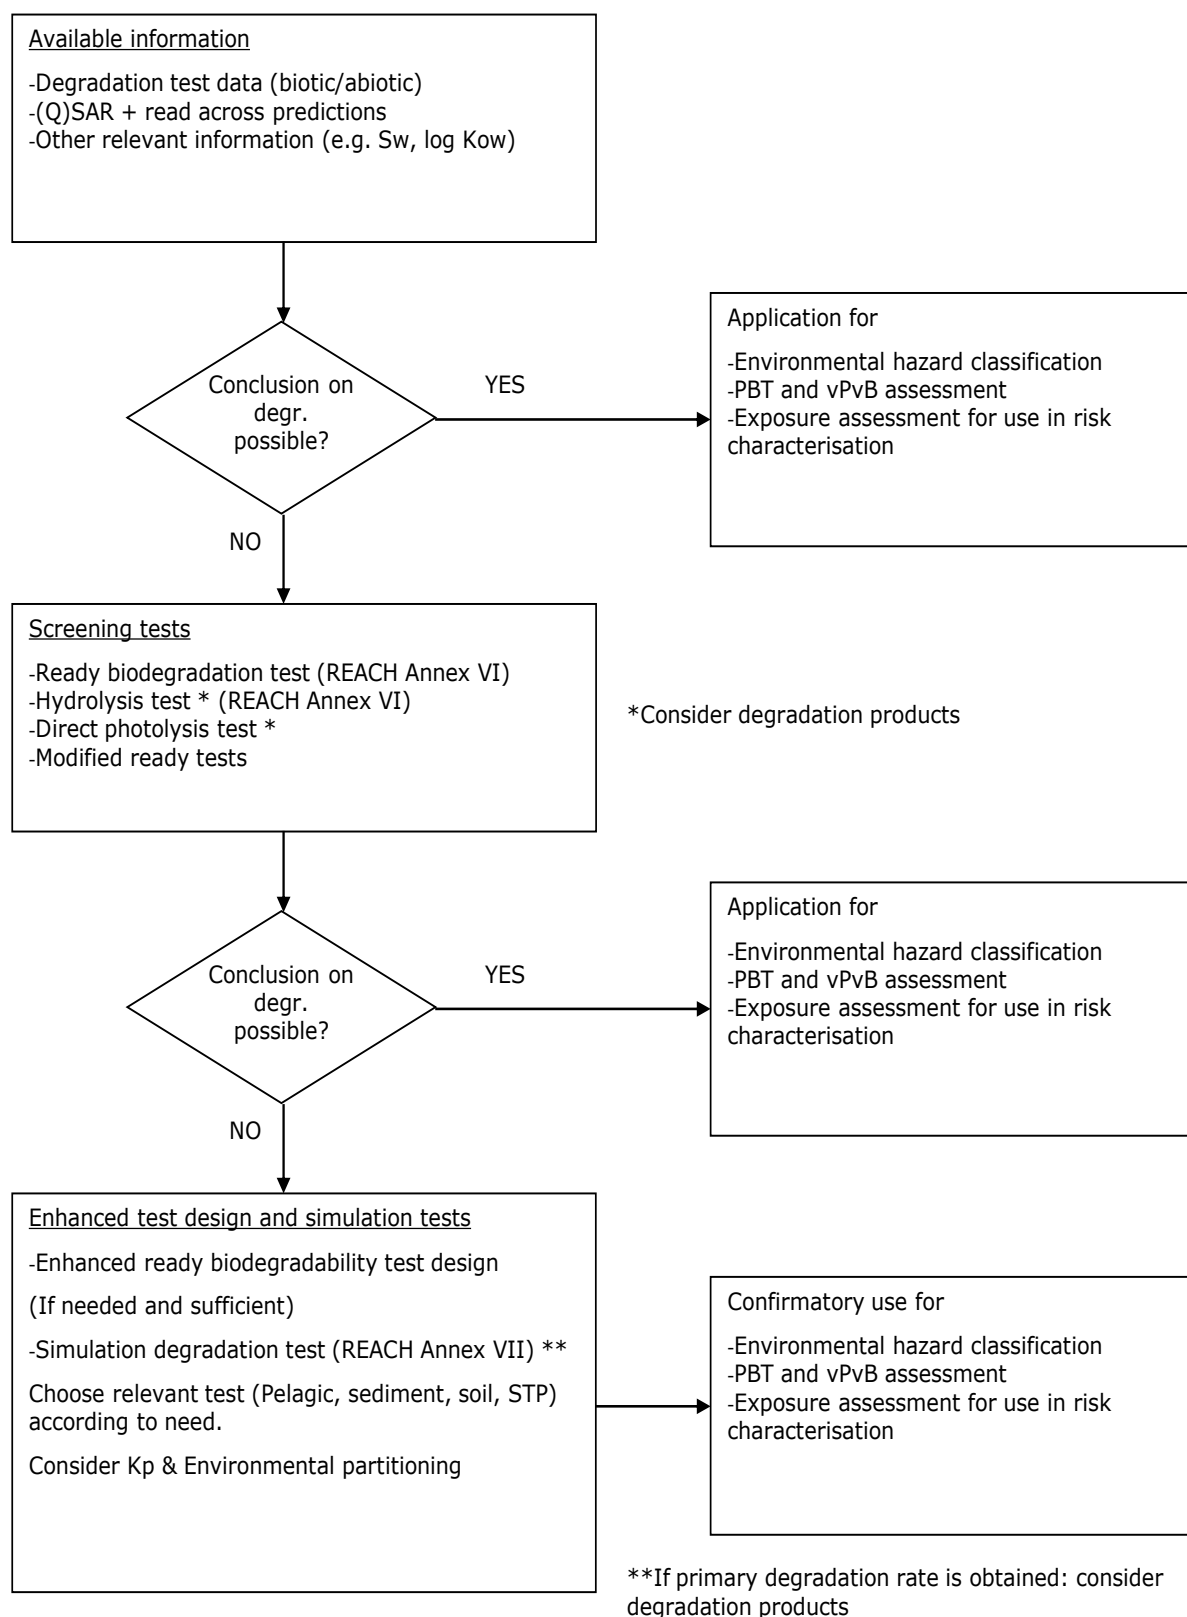 Available information
-Degradation test data (biotic/abiotic)
-(Q)SAR + read across predictions
-Other relevant information (e.g. Sw, log Kow)
Conclusion on
degr.
possible?
YES
Application for
-Environmental hazard classification
-PBT and vPvB assessment
-Exposure assessment for use in risk
characterisation
NO
Screening tests
-Ready biodegradation test (REACH Annex VI)
-Hydrolysis test * (REACH Annex VI)
-Direct photolysis test *
-Modified ready tests
*Consider degradation products
Conclusion on
degr.
possible?
YES
Application for
-Environmental hazard classification
-PBT and vPvB assessment
-Exposure assessment for use in risk
characterisation
NO
Enhanced test design and simulation tests
-Enhanced ready biodegradability test design
(If needed and sufficient)
-Simulation degradation test (REACH Annex VII) **
Choose relevant test (Pelagic, sediment, soil, STP)
according to need.
Consider Kp & Environmental partitioning
Confirmatory use for
-Environmental hazard classification
-PBT and vPvB assessment
-Exposure assessment for use in risk
characterisation
**If primary degradation rate is obtained: consider
degradation products